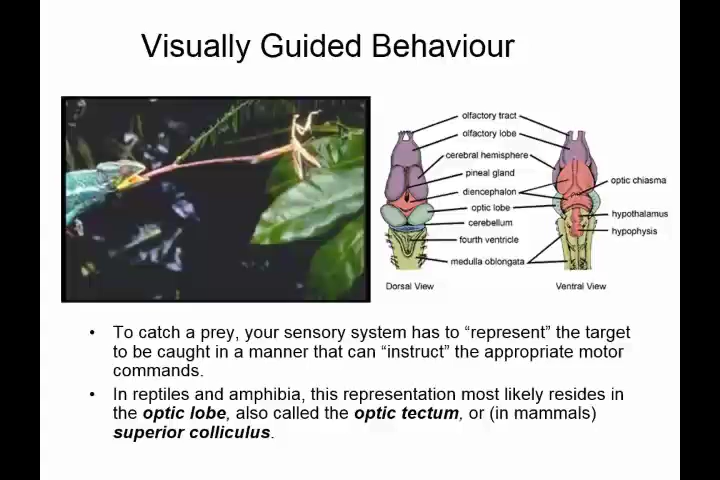 Visually Guided Behaviour
olfactory tract
olfactory lobe
cerebral hemisphere
pineal gland
diencephalon
optic lobe
cerebellum
fourth ventricle
medulla oblongata
optic chiasma
hypothalamus
hypophysis
Dorsal View
Ventral View
• To catch a prey, your sensory system has to “represent” the target
to be caught in a manner that can “instruct” the appropriate motor
commands.
• In reptiles and amphibia, this representation most likely resides in
the optic lobe, also called the optic tectum, or (in mammals)
superior colliculus.